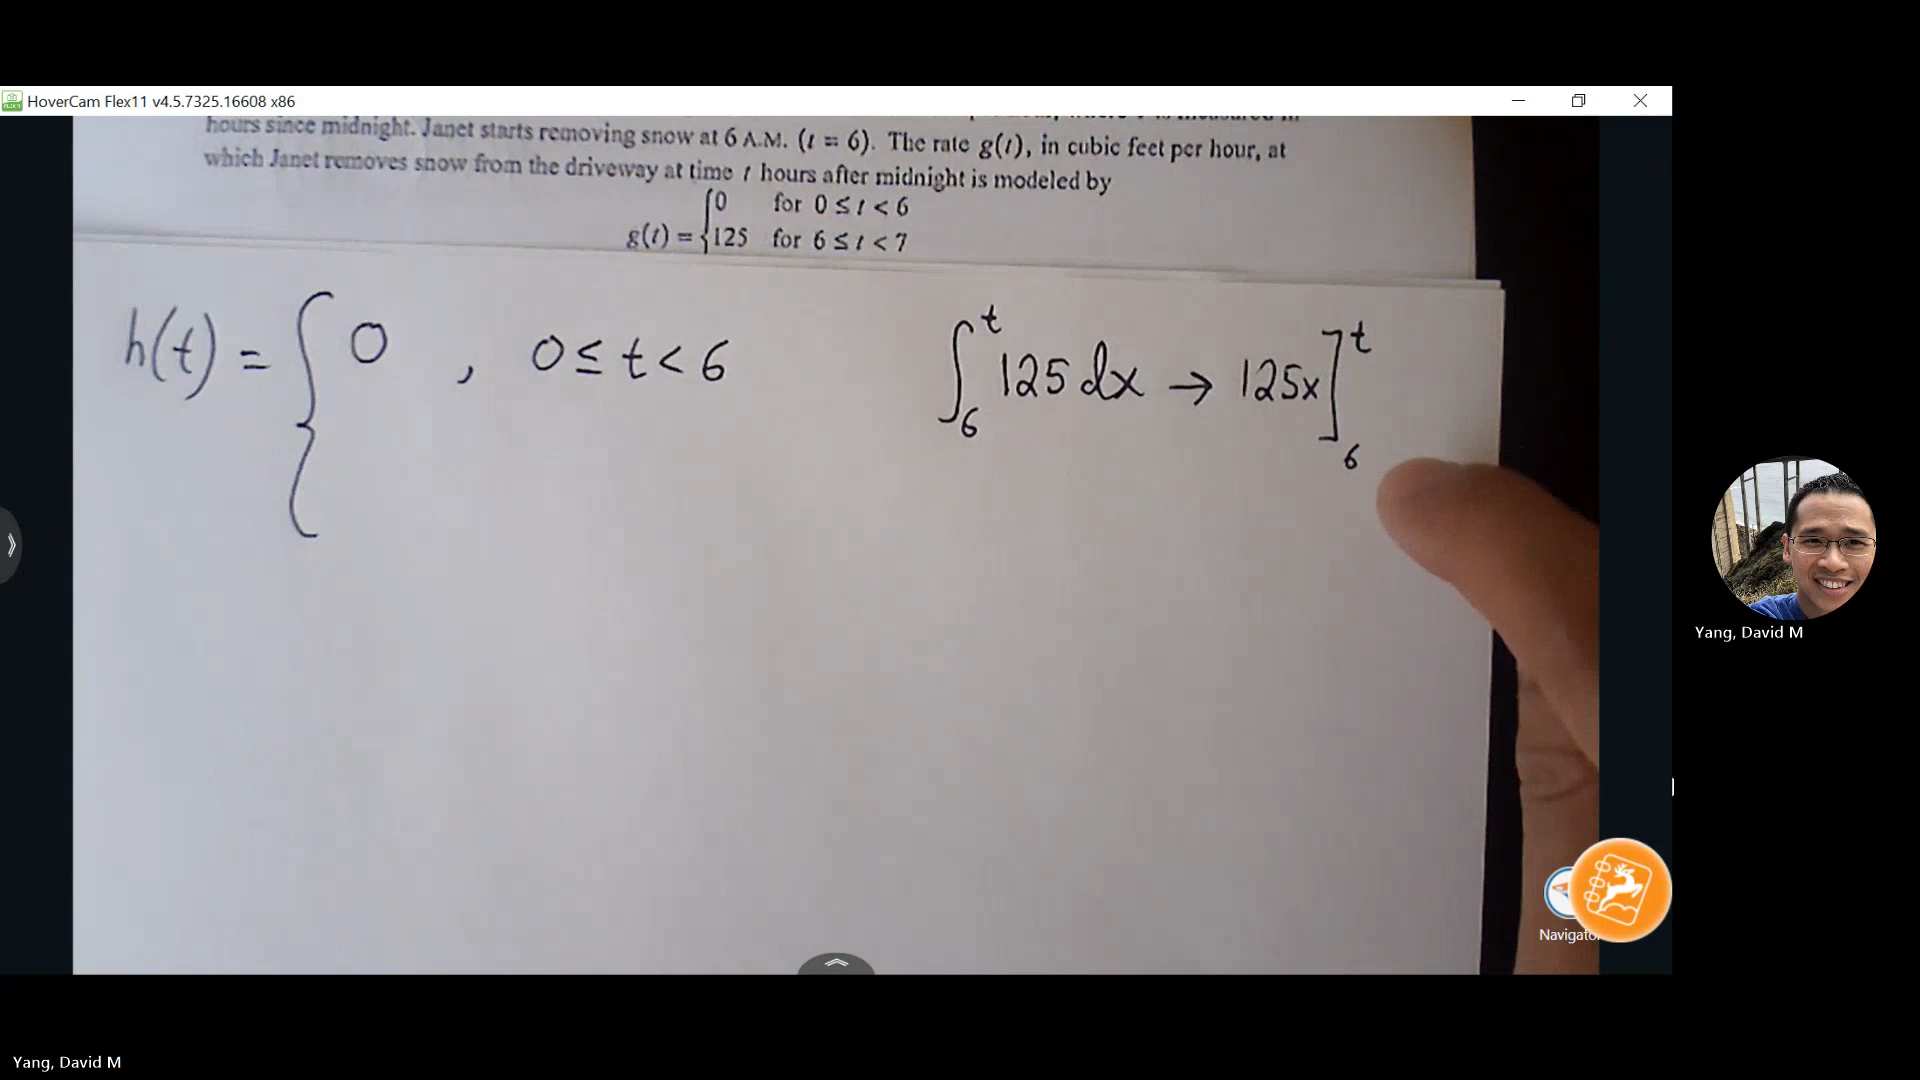 HoverCam Flex11 v4.5.7325.16608 x86
hours since midnight. Janet starts removing snow at 6 A.M. (t = 6). The rate g(t), in cubic feet per hour, at
which Janet removes snow from the driveway at time t hours after midnight is modeled by
g(t) = { 0 for 0 ≤ t < 6
125 for 6 ≤ t < 7
h(t) = { 0 , 0 ≤ t < 6
∫₆ᵗ 125 dx → 125x]₆ᵗ
Yang, David M
Navigato
Yang, David M